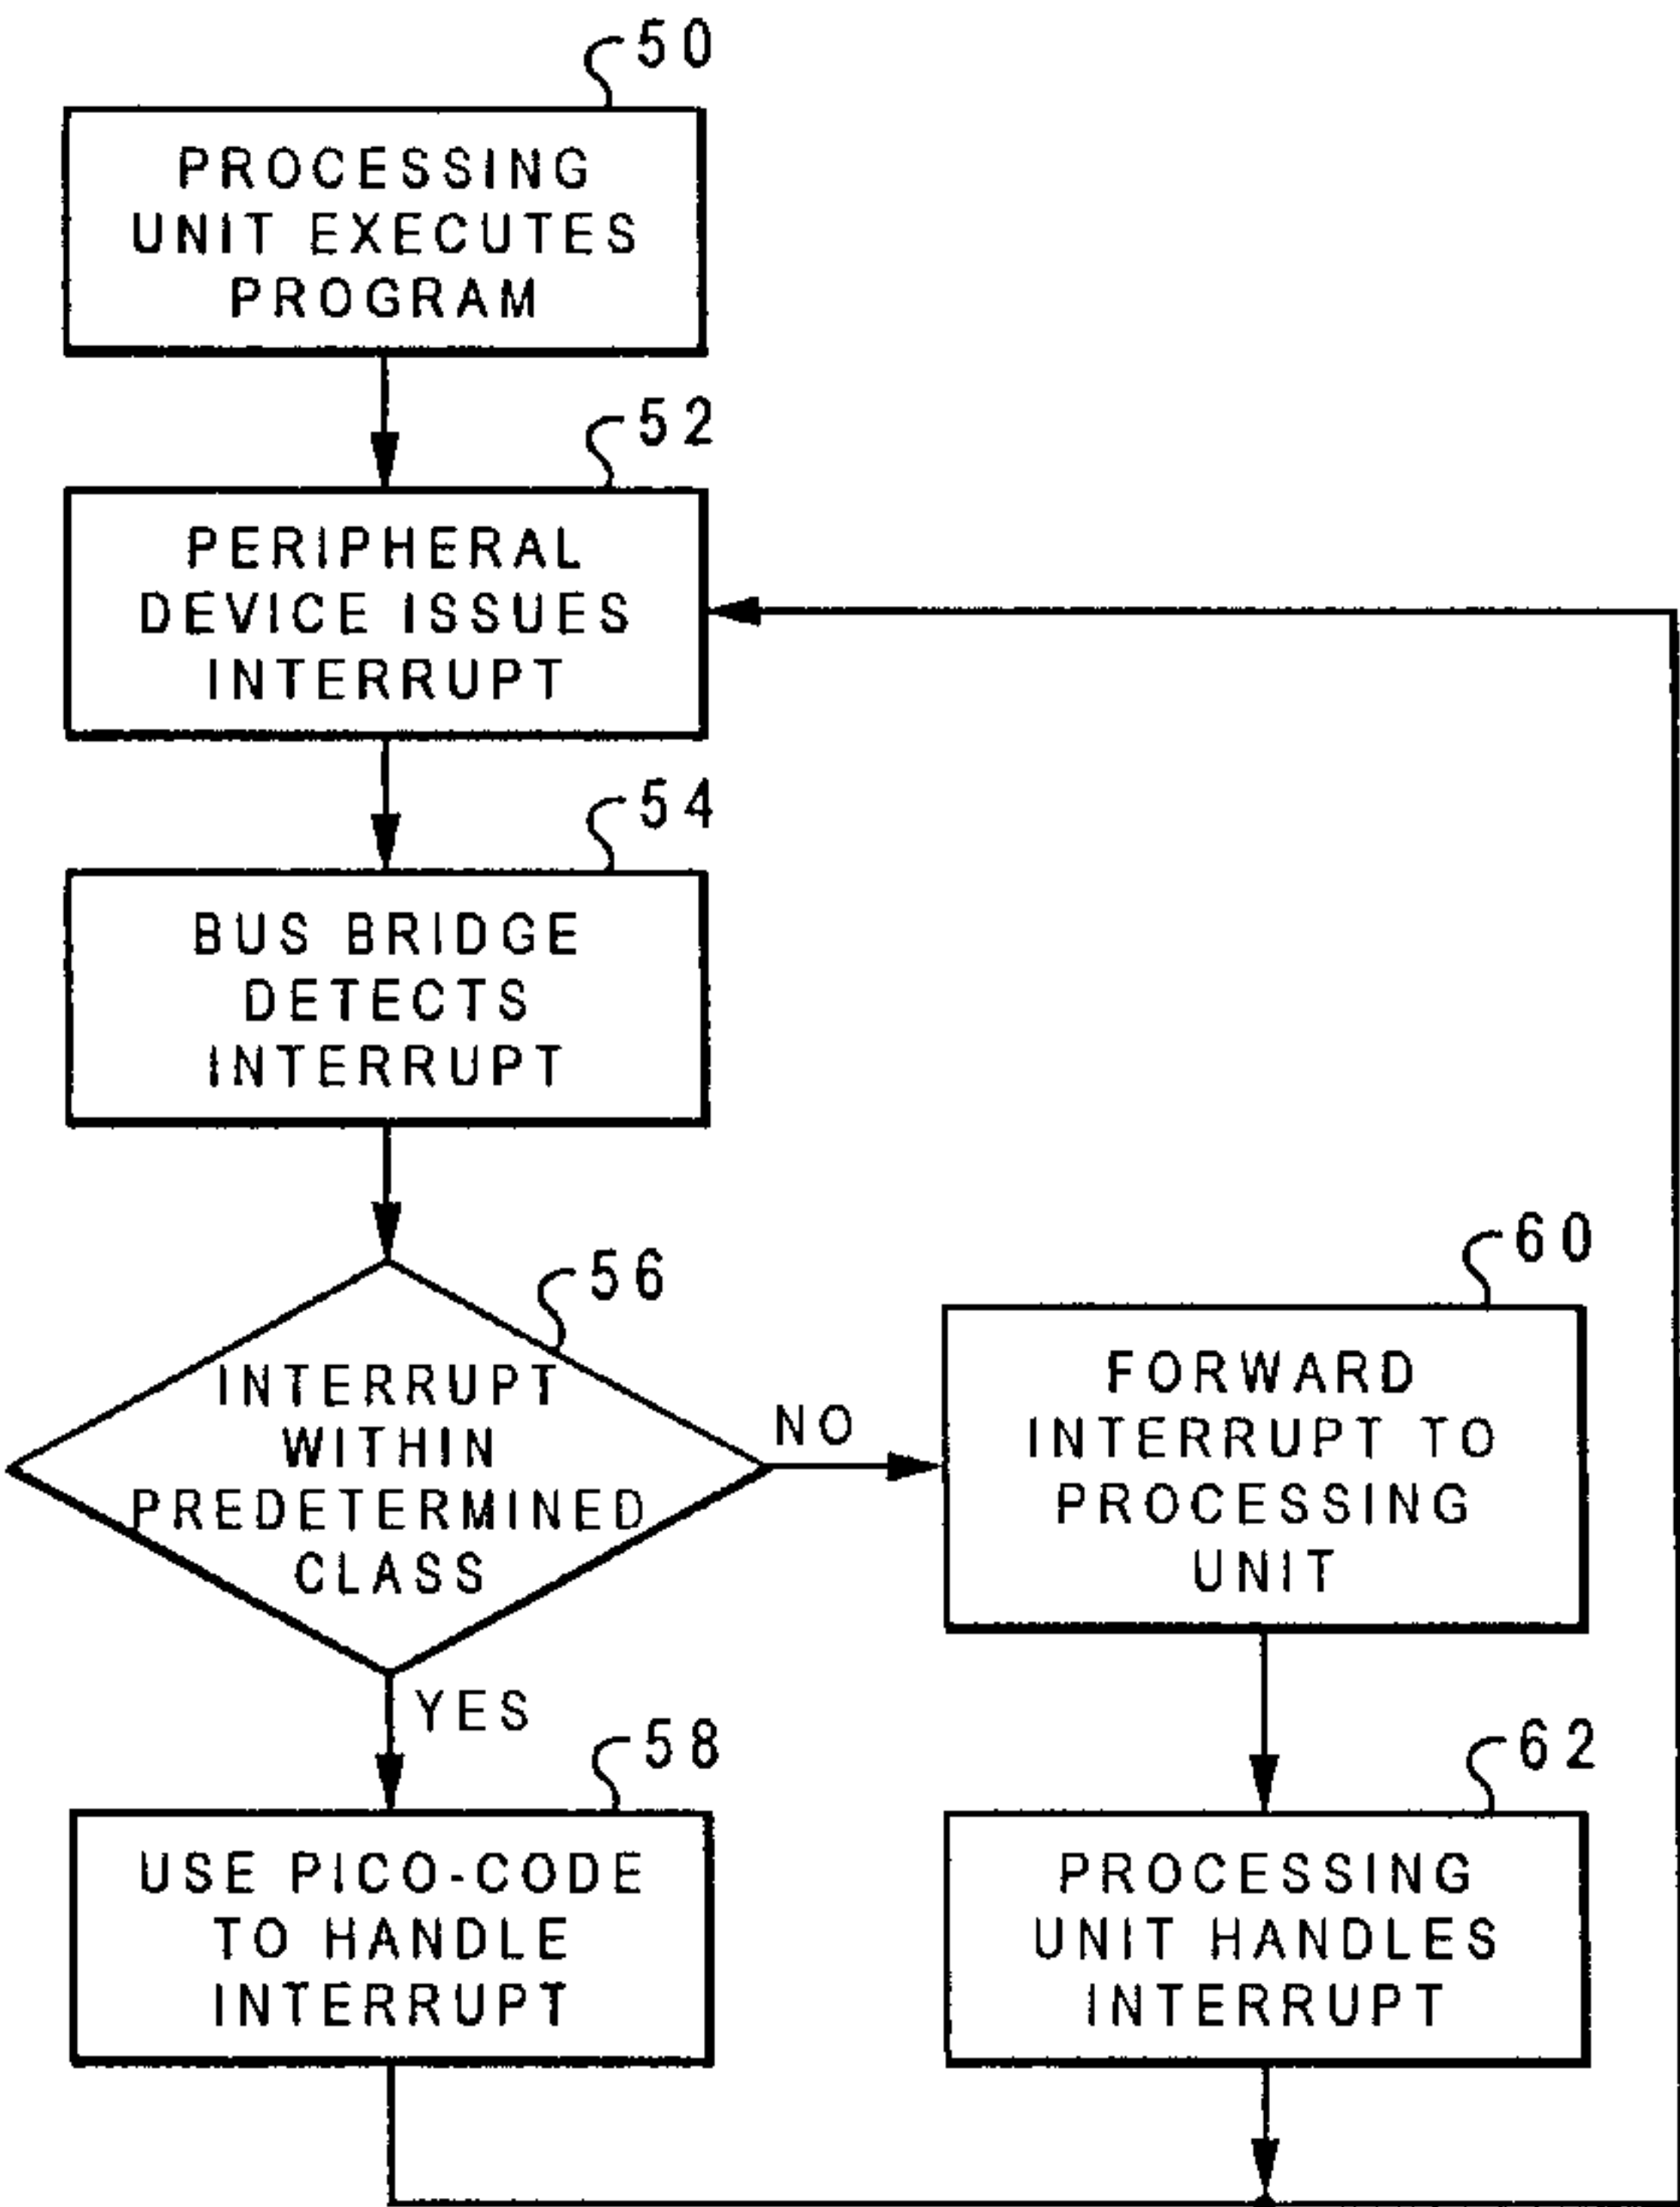 50
PROCESSING
UNIT EXECUTES
PROGRAM
52
PERIPHERAL
DEVICE ISSUES
INTERRUPT
54
BUS BRIDGE
DETECTS
INTERRUPT
56
INTERRUPT
WITHIN
PREDETERMINED
CLASS
NO
60
FORWARD
INTERRUPT TO
PROCESSING
UNIT
YES
58
USE PICO-CODE
TO HANDLE
INTERRUPT
62
PROCESSING
UNIT HANDLES
INTERRUPT